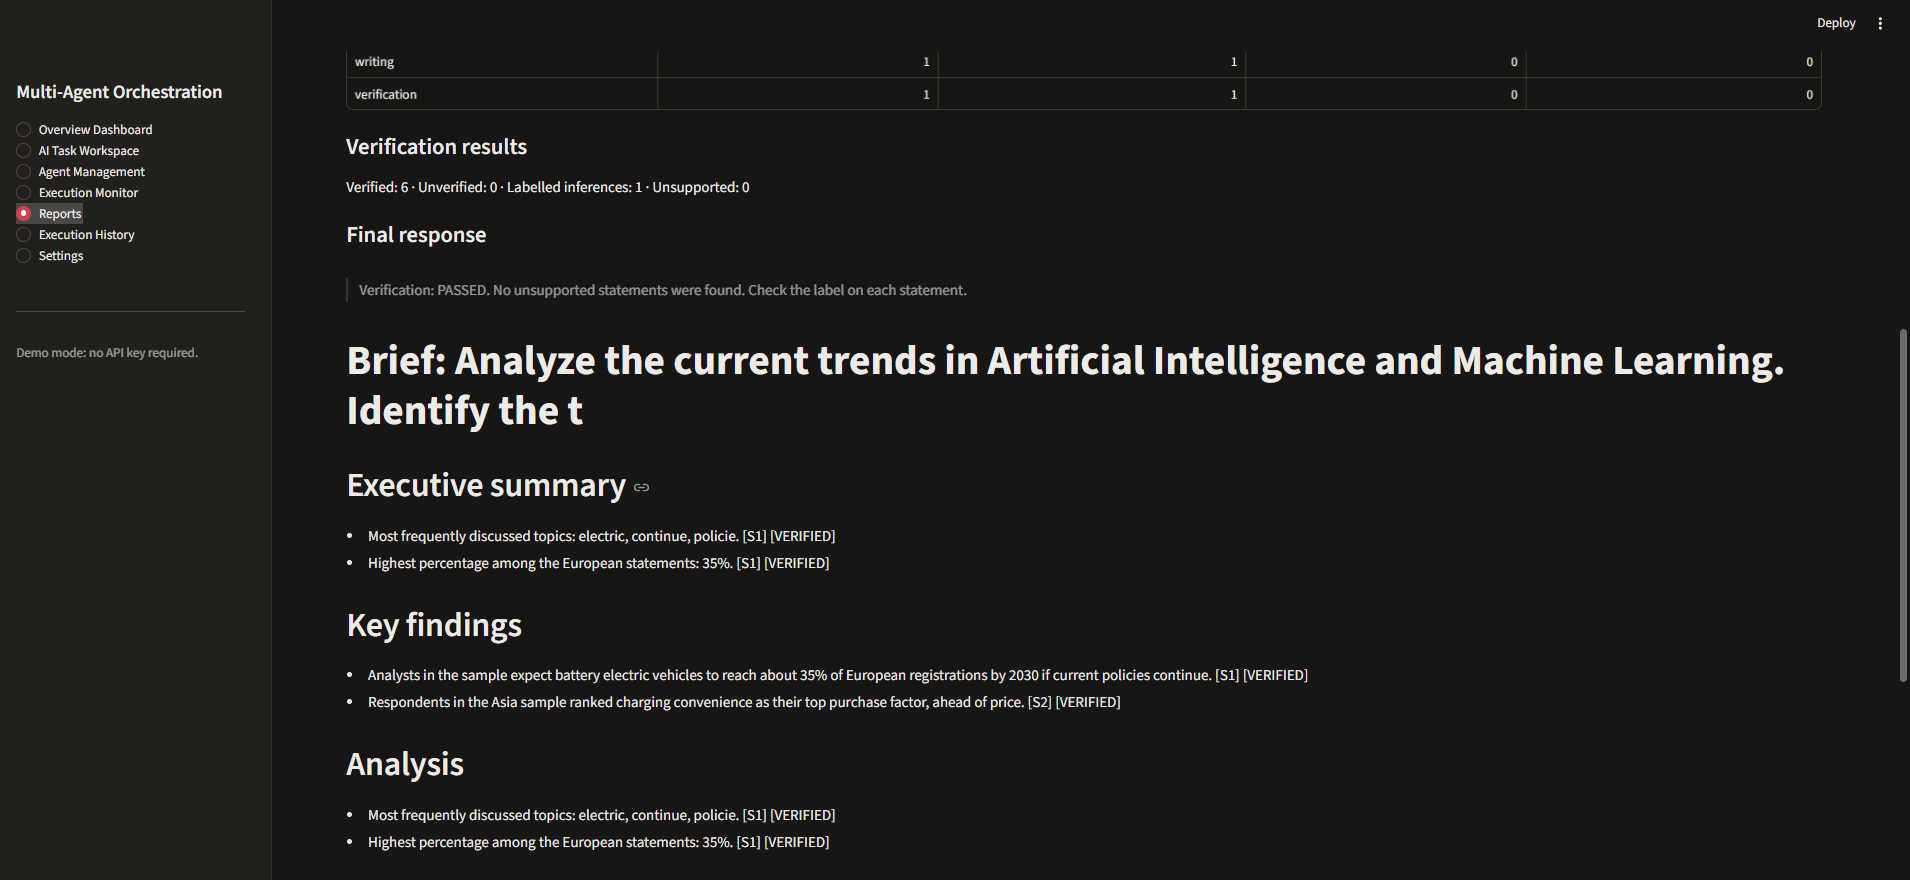 Deploy
Multi-Agent Orchestration
Overview Dashboard
AI Task Workspace
Agent Management
Execution Monitor
Reports
Execution History
Settings
Demo mode: no API key required.
writing 1 1 0 0
verification 1 1 0 0
Verification results
Verified: 6 · Unverified: 0 · Labelled inferences: 1 · Unsupported: 0
Final response
Verification: PASSED. No unsupported statements were found. Check the label on each statement.
Brief: Analyze the current trends in Artificial Intelligence and Machine Learning.
Identify the t
Executive summary
• Most frequently discussed topics: electric, continue, policie. [S1] [VERIFIED]
• Highest percentage among the European statements: 35%. [S1] [VERIFIED]
Key findings
• Analysts in the sample expect battery electric vehicles to reach about 35% of European registrations by 2030 if current policies continue. [S1] [VERIFIED]
• Respondents in the Asia sample ranked charging convenience as their top purchase factor, ahead of price. [S2] [VERIFIED]
Analysis
• Most frequently discussed topics: electric, continue, policie. [S1] [VERIFIED]
• Highest percentage among the European statements: 35%. [S1] [VERIFIED]